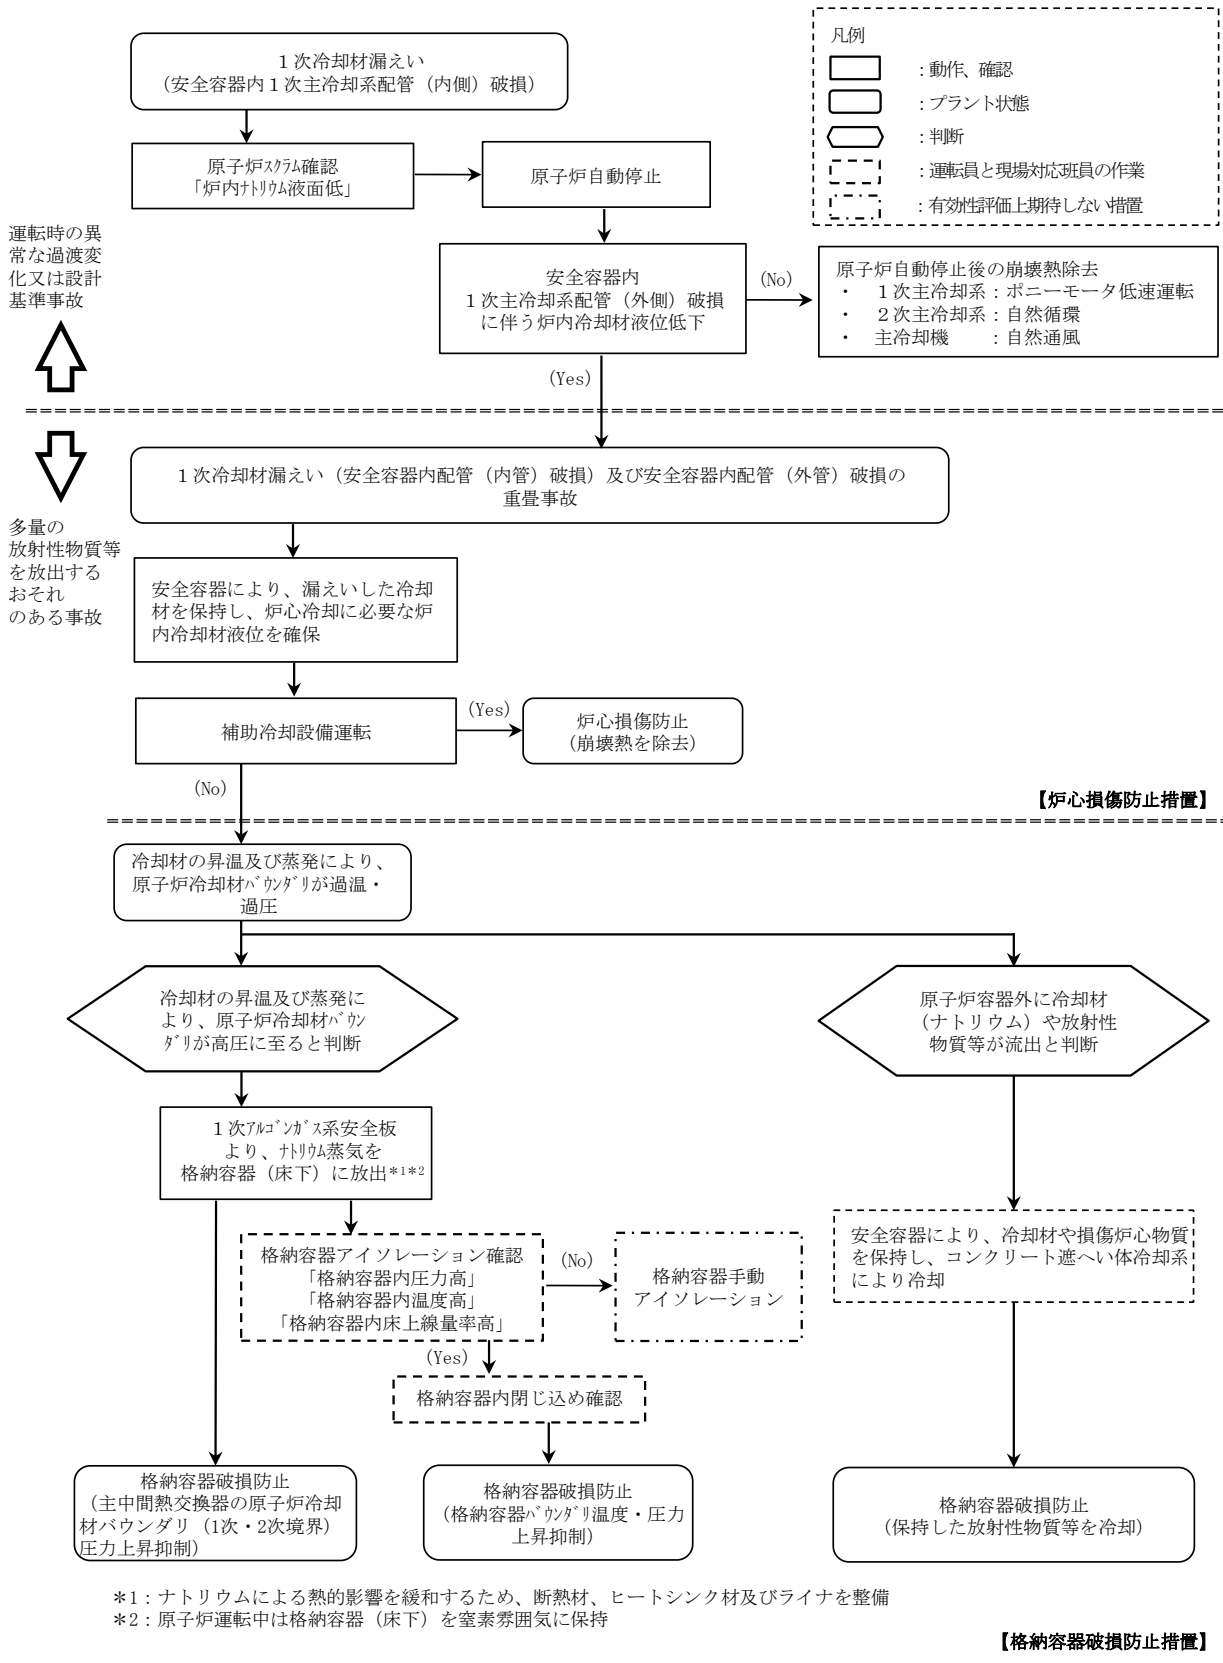 凡例
：動作、確認
：プラント状態
：判断
：運転員と現場対応班員の作業
：有効性評価上期待しない措置
１次冷却材漏えい
（安全容器内１次主冷却系配管（内側）破損）
原子炉ｽｸﾗﾑ確認
「炉内ﾅﾄﾘｳﾑ液面低」
原子炉自動停止
運転時の異
常な過渡変
化又は設計
基準事故
安全容器内
１次主冷却系配管（外側）破損
に伴う炉内冷却材液位低下
(No)
原子炉自動停止後の崩壊熱除去
・　１次主冷却系：ポニーモータ低速運転
・　２次主冷却系：自然循環
・　主冷却機　　：自然通風
(Yes)
１次冷却材漏えい（安全容器内配管（内管）破損）及び安全容器内配管（外管）破損の
重畳事故
多量の
放射性物質等
を放出する
おそれ
のある事故
安全容器により、漏えいした冷却
材を保持し、炉心冷却に必要な炉
内冷却材液位を確保
補助冷却設備運転
(Yes)
炉心損傷防止
（崩壊熱を除去）
(No)
【炉心損傷防止措置】
冷却材の昇温及び蒸発により、
原子炉冷却材ﾊﾞｳﾝﾀﾞﾘが過温・
過圧
冷却材の昇温及び蒸発に
より、原子炉冷却材ﾊﾞｳﾝ
ﾀﾞﾘが高圧に至ると判断
原子炉容器外に冷却材
（ナトリウム）や放射性
物質等が流出と判断
１次ｱﾙｺﾞﾝｶﾞｽ系安全板
より、ﾅﾄﾘｳﾑ蒸気を
格納容器（床下）に放出*1*2
格納容器アイソレーション確認
「格納容器内圧力高」
「格納容器内温度高」
「格納容器内床上線量率高」
(No)
格納容器手動
アイソレーション
安全容器により、冷却材や損傷炉心物質
を保持し、コンクリート遮へい体冷却系
により冷却
(Yes)
格納容器内閉じ込め確認
格納容器破損防止
（主中間熱交換器の原子炉冷却
材バウンダリ（1次・2次境界）
圧力上昇抑制）
格納容器破損防止
（格納容器ﾊﾞｳﾝﾀﾞﾘ温度・圧力
上昇抑制）
格納容器破損防止
（保持した放射性物質等を冷却）
＊1：ナトリウムによる熱的影響を緩和するため、断熱材、ヒートシンク材及びライナを整備
＊2：原子炉運転中は格納容器（床下）を窒素雰囲気に保持
【格納容器破損防止措置】